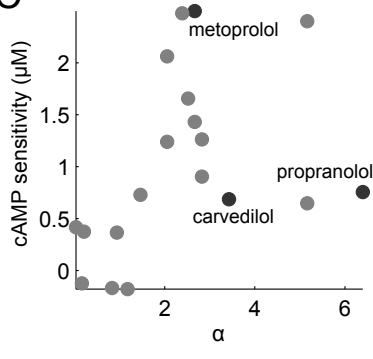 metoprolol
2
1.5
1
0.5
0
cAMP sensitivity (μM)
propranolol
carvedilol
2 4 6
α